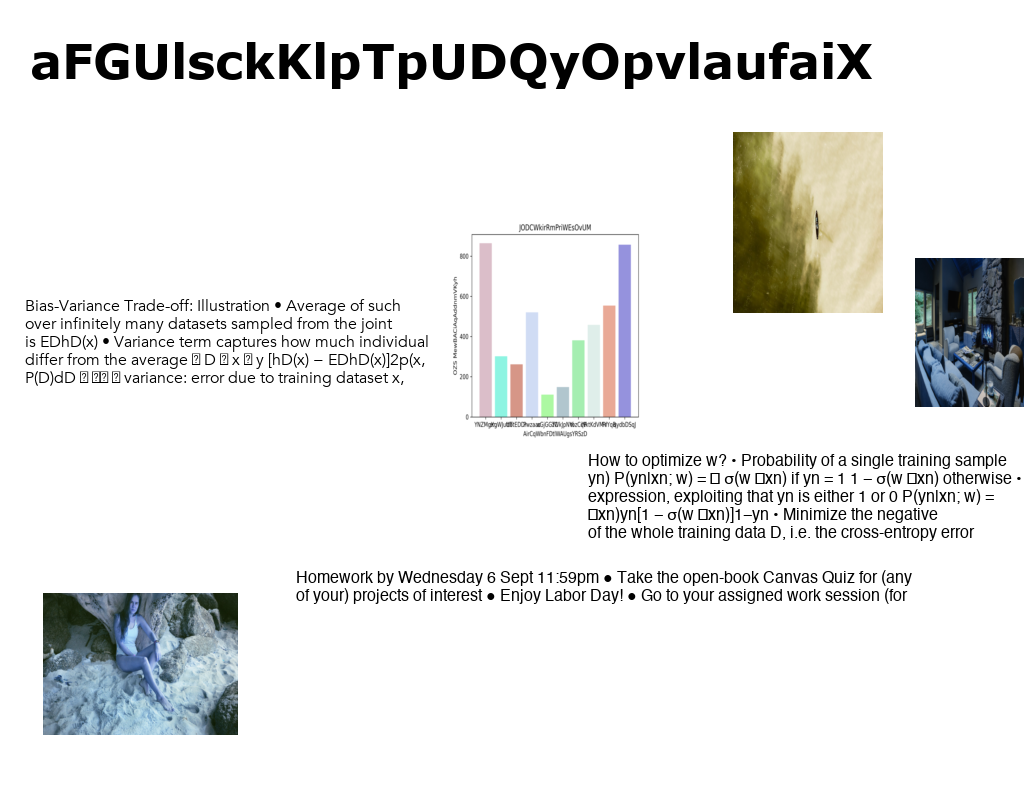 aFGUlsckKlpTpUDQyOpvlaufaiX
JODCWkirRmPriWEsOvUM
800
600
400
200
0
Bias-Variance Trade-off: Illustration • Average of such
over infinitely many datasets sampled from the joint
is EDhD(x) • Variance term captures how much individual
differ from the average � D � x � y [hD(x) − EDhD(x)]2p(x,
P(D)dD � �� � variance: error due to training dataset x,
How to optimize w? • Probability of a single training sample
yn) P(yn|xn; w) = � σ(w �xn) if yn = 1 1 − σ(w �xn) otherwise •
expression, exploiting that yn is either 1 or 0 P(yn|xn; w) =
�xn)yn[1 − σ(w �xn)]1−yn • Minimize the negative
of the whole training data D, i.e. the cross-entropy error
Homework by Wednesday 6 Sept 11:59pm ● Take the open-book Canvas Quiz for (any
of your) projects of interest ● Enjoy Labor Day! ● Go to your assigned work session (for